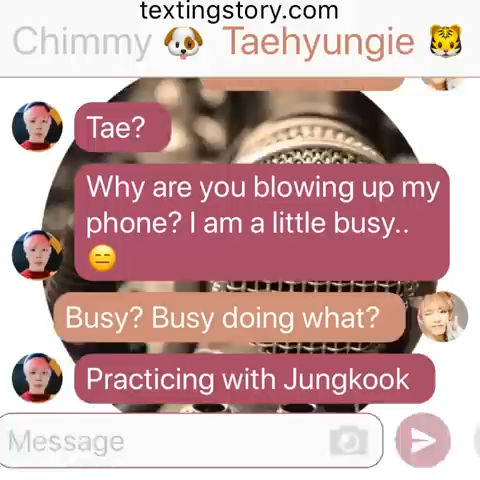 textingstory.com
Chimmy 🐶 Taehyungie 🐯
Tae?
Why are you blowing up my
phone? I am a little busy..
😑
Busy? Busy doing what?
Practicing with Jungkook
Message